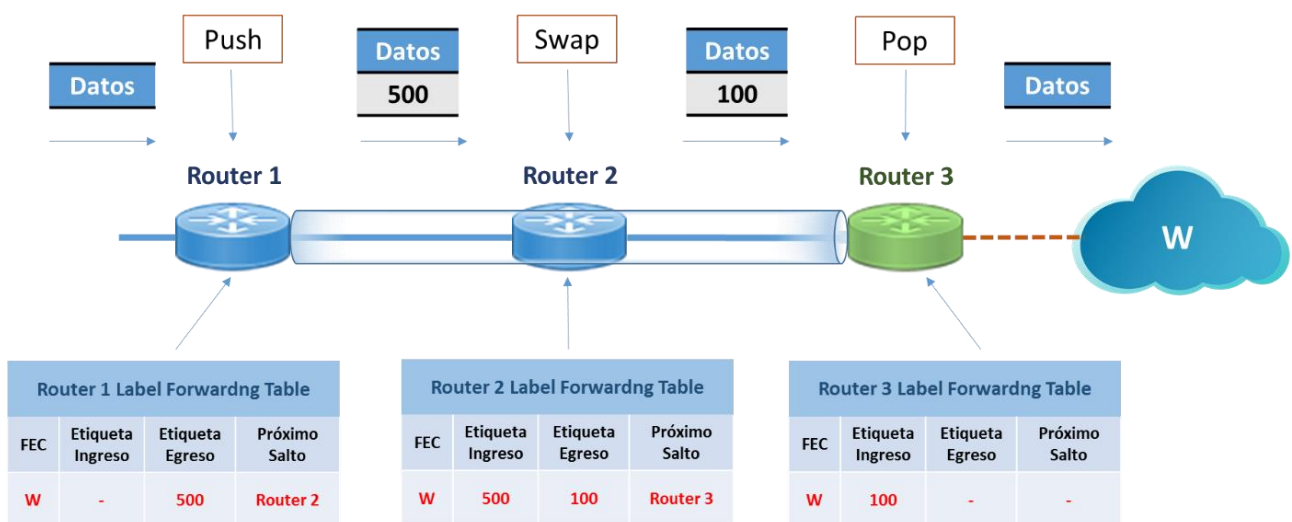 Push
Swap
Pop
Datos
Datos
500
Datos
100
Datos
Router 1
Router 2
Router 3
W
Router 1 Label Forwardng Table
FEC Etiqueta Ingreso Etiqueta Egreso Próximo Salto
W - 500 Router 2
Router 2 Label Forwardng Table
FEC Etiqueta Ingreso Etiqueta Egreso Próximo Salto
W 500 100 Router 3
Router 3 Label Forwardng Table
FEC Etiqueta Ingreso Etiqueta Egreso Próximo Salto
W 100 - -